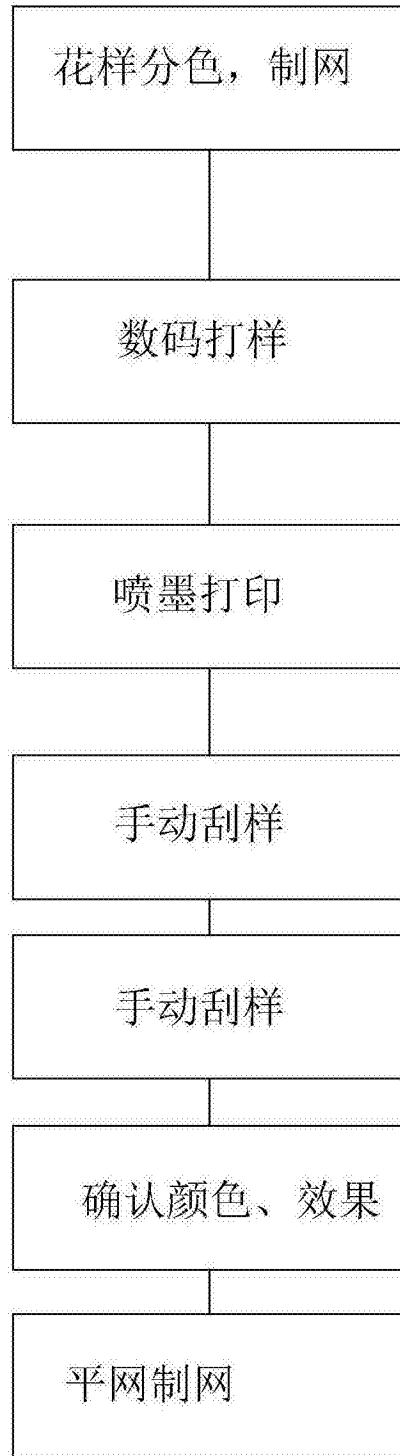 花样分色，制网
数码打样
喷墨打印
手动刮样
手动刮样
确认颜色、效果
平网制网